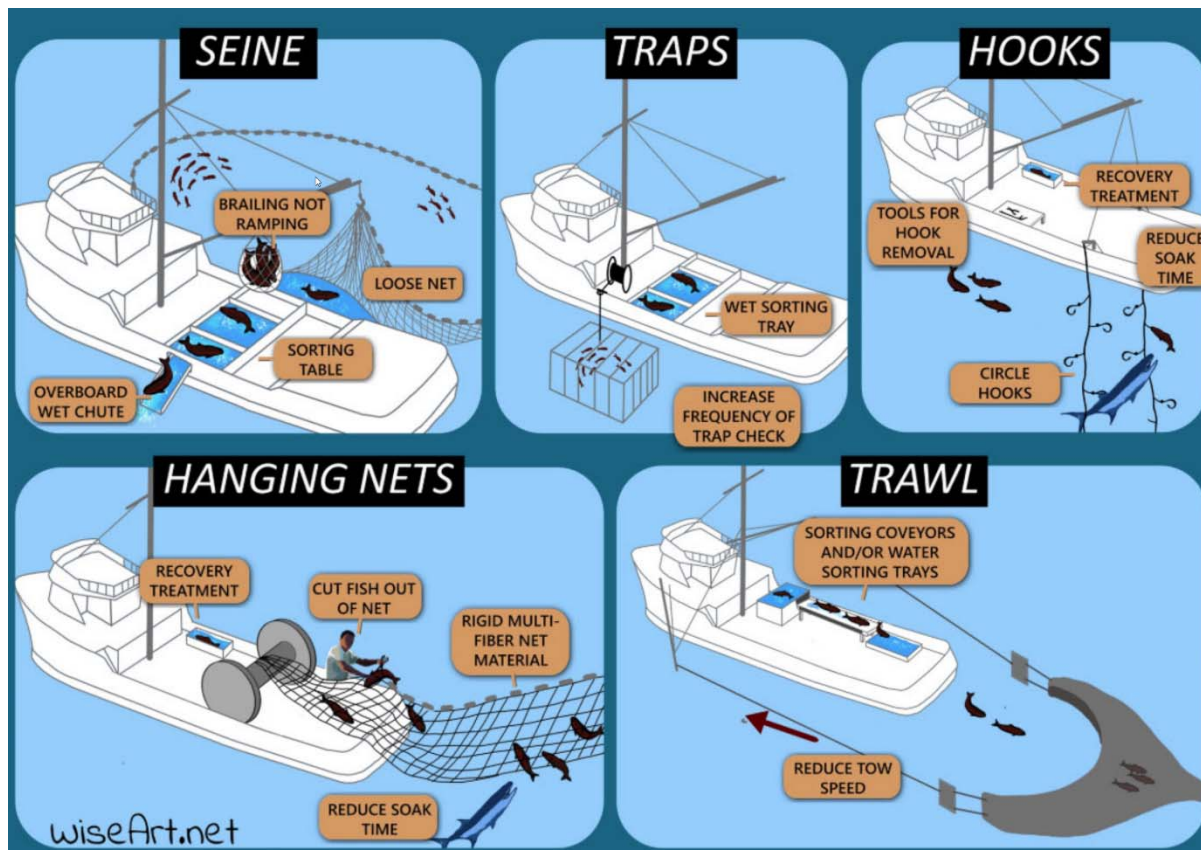 SEINE
BRAILING NOT
RAMPING
LOOSE NET
SORTING
TABLE
OVERBOARD
WET CHUTE
TRAPS
WET SORTING
TRAY
INCREASE
FREQUENCY OF
TRAP CHECK
HOOKS
RECOVERY
TREATMENT
TOOLS FOR
HOOK
REMOVAL
REDUCE
SOAK
TIME
CIRCLE
HOOKS
HANGING NETS
RECOVERY
TREATMENT
CUT FISH OUT
OF NET
RIGID MULTI-
FIBER NET
MATERIAL
REDUCE SOAK
TIME
wiseArt.net
TRAWL
SORTING COVEYORS
AND/OR WATER
SORTING TRAYS
REDUCE TOW
SPEED